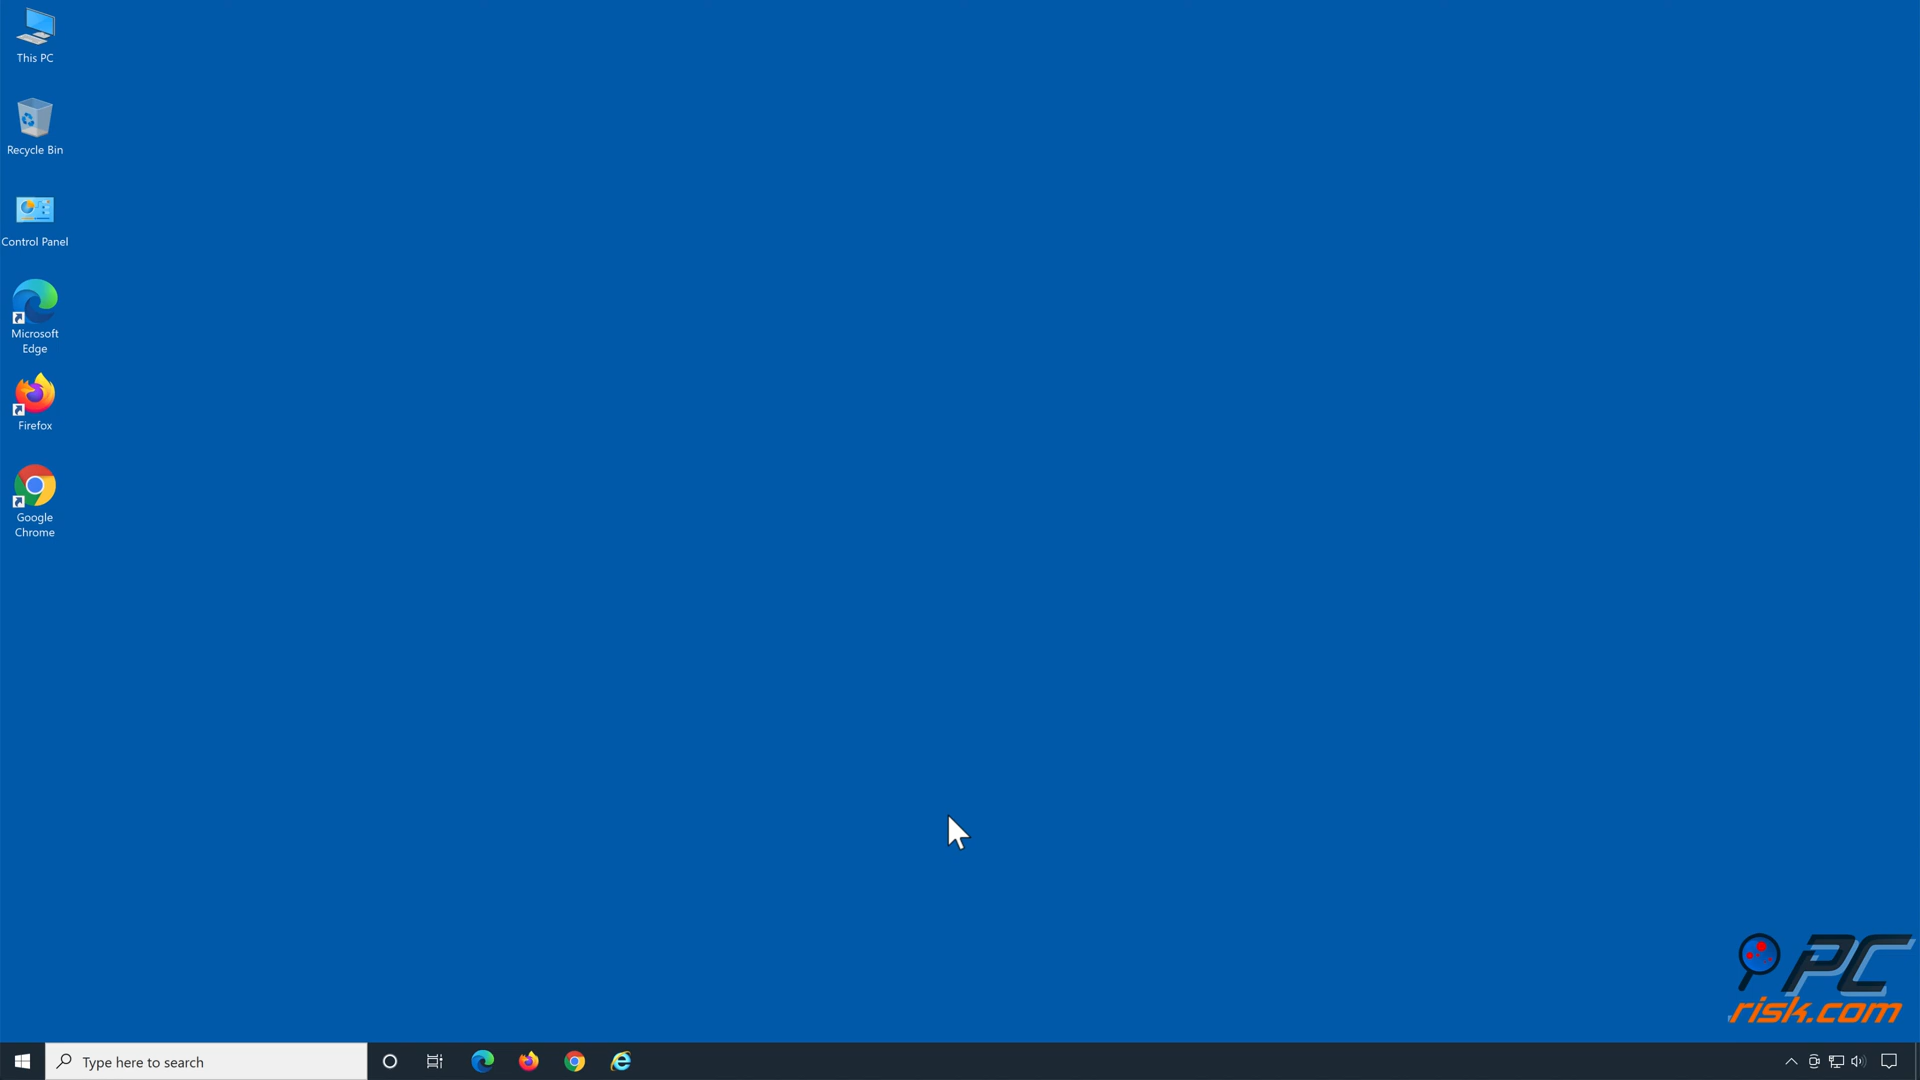 This PC
Recycle Bin
Control Panel
Microsoft
Edge
Firefox
Google
Chrome
PC
risk.com
Type here to search